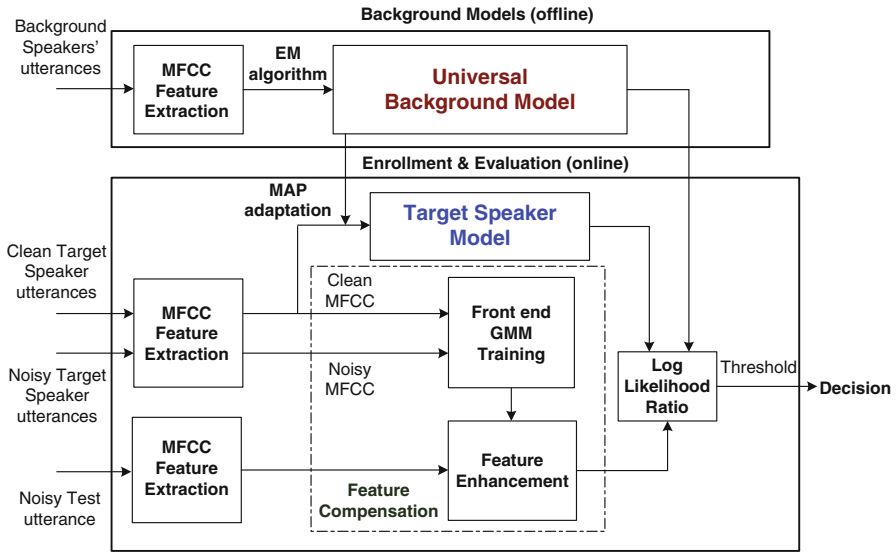 Background Models (offline)
Background
Speakers'
utterances
MFCC
Feature
Extraction
EM
algorithm
Universal
Background Model
Enrollment & Evaluation (online)
MAP
adaptation
Target Speaker
Model
Clean Target
Speaker
utterances
MFCC
Feature
Extraction
Clean
MFCC
Front end
GMM
Training
Noisy Target
Speaker
utterances
Noisy
MFCC
Log
Likelihood
Ratio
Threshold
Decision
MFCC
Feature
Extraction
Feature
Enhancement
Feature
Compensation
Noisy Test
utterance